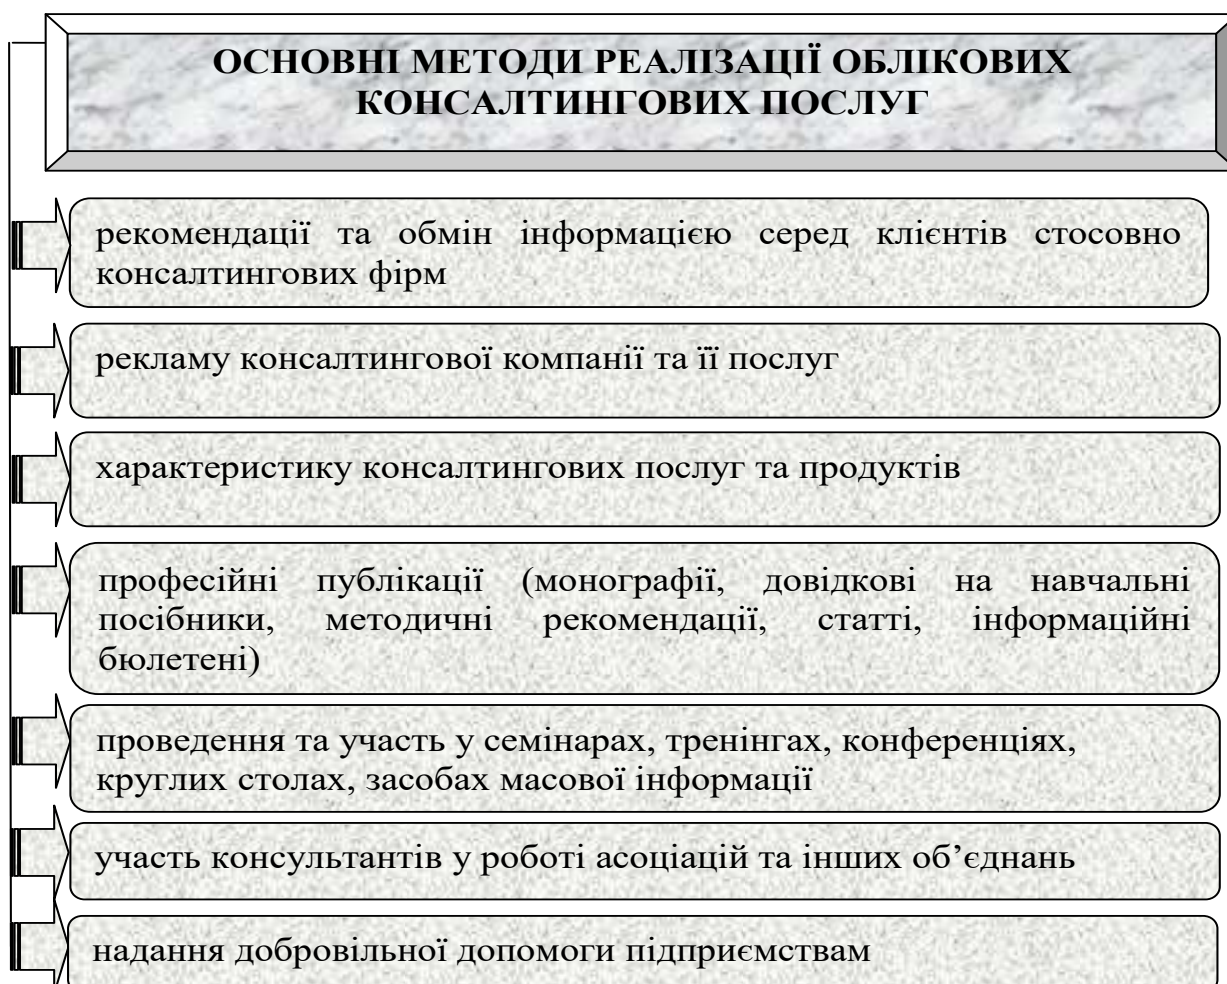 ОСНОВНІ МЕТОДИ РЕАЛІЗАЦІЇ ОБЛІКОВИХ
КОНСАЛТИНГОВИХ ПОСЛУГ
рекомендації та обмін інформацією серед клієнтів стосовно
консалтингових фірм
рекламу консалтингової компанії та її послуг
характеристику консалтингових послуг та продуктів
професійні публікації (монографії, довідкові на навчальні
посібники, методичні рекомендації, статті, інформаційні
бюлетені)
проведення та участь у семінарах, тренінгах, конференціях,
круглих столах, засобах масової інформації
участь консультантів у роботі асоціацій та інших об’єднань
надання добровільної допомоги підприємствам